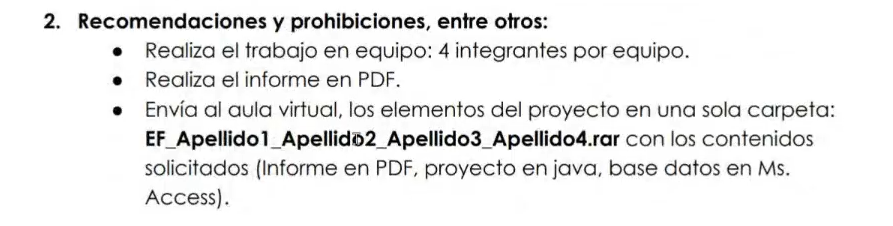 2. Recomendaciones y prohibiciones, entre otros:
● Realiza el trabajo en equipo: 4 integrantes por equipo.
● Realiza el informe en PDF.
● Envía al aula virtual, los elementos del proyecto en una sola carpeta:
EF_Apellido1_Apellido2_Apellido3_Apellido4.rar con los contenidos
solicitados (Informe en PDF, proyecto en java, base datos en Ms.
Access).